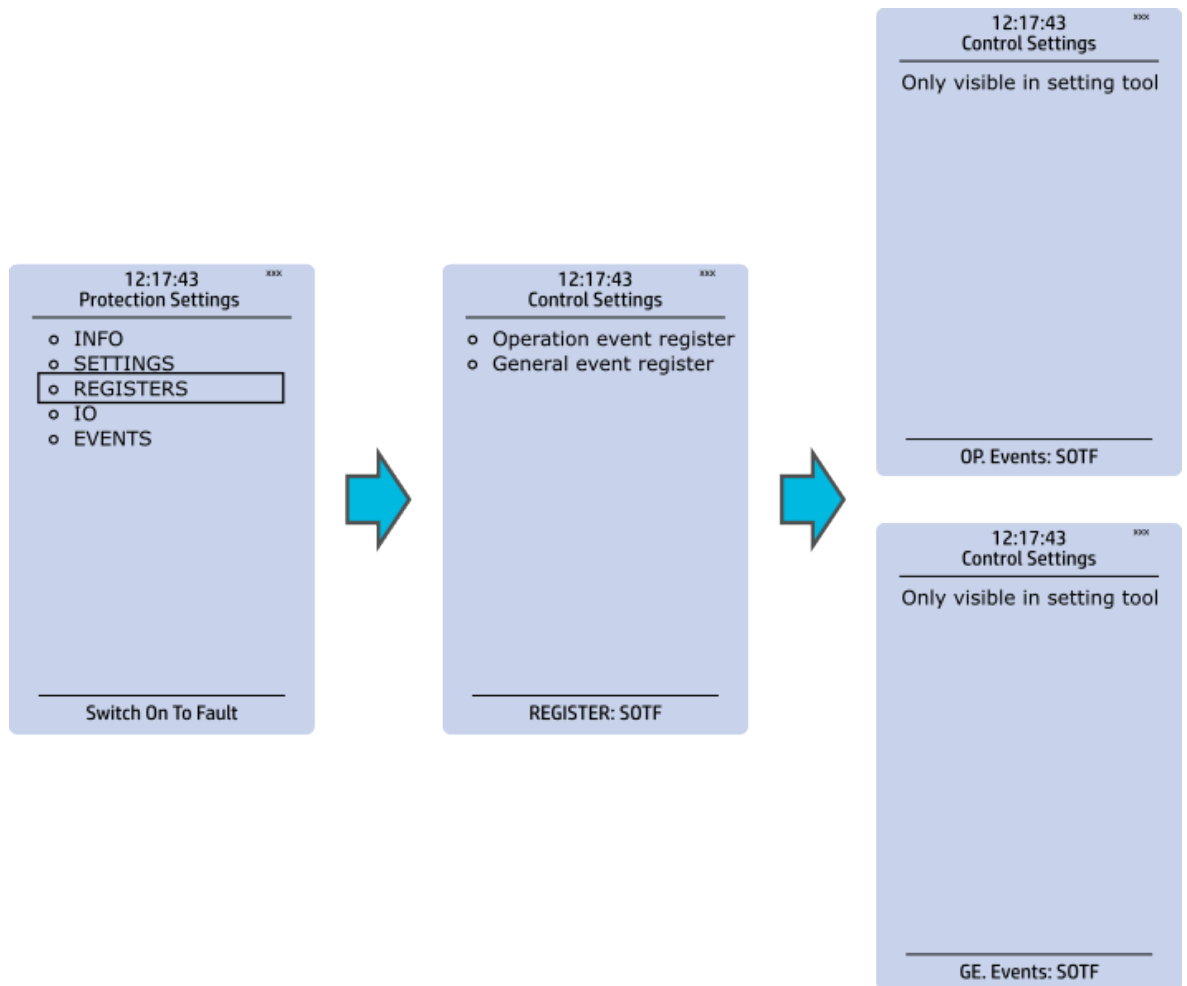 12:17:43 xxx
Protection Settings
INFO
SETTINGS
REGISTERS
IO
EVENTS
Switch On To Fault
12:17:43 xxx
Control Settings
Operation event register
General event register
REGISTER: SOTF
12:17:43 xxx
Control Settings
Only visible in setting tool
OP. Events: SOTF
12:17:43 xxx
Control Settings
Only visible in setting tool
GE. Events: SOTF